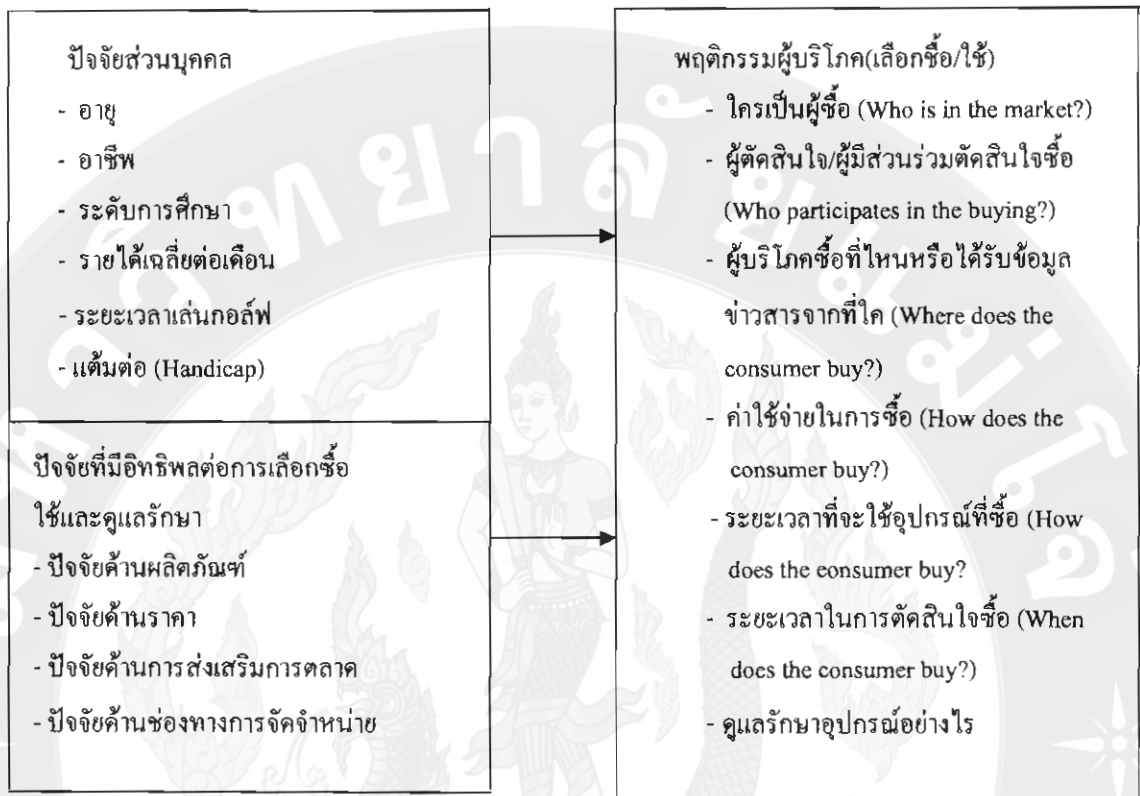 ปัจจัยส่วนบุคคล
- อายุ
- อาชีพ
- ระดับการศึกษา
- รายได้เฉลี่ยต่อเดือน
- ระยะเวลาเล่นกอล์ฟ
- แต้มต่อ (Handicap)
ปัจจัยที่มีอิทธิพลต่อการเลือกซื้อ
ใช้และดูแลรักษา
- ปัจจัยด้านผลิตภัณฑ์
- ปัจจัยด้านราคา
- ปัจจัยด้านการส่งเสริมการตลาด
- ปัจจัยด้านช่องทางการจัดจำหน่าย
พฤติกรรมผู้บริโภค(เลือกซื้อ/ใช้)
- ใครเป็นผู้ซื้อ (Who is in the market?)
- ผู้ตัดสินใจ/ผู้มีส่วนร่วมตัดสินใจซื้อ
(Who participates in the buying?)
- ผู้บริโภคซื้อที่ไหนหรือได้รับข้อมูล
ข่าวสารจากที่ใด (Where does the
consumer buy?)
- ค่าใช้จ่ายในการซื้อ (How does the
consumer buy?)
- ระยะเวลาที่จะใช้อุปกรณ์ที่ซื้อ (How
does the consumer buy?
- ระยะเวลาในการตัดสินใจซื้อ (When
does the consumer buy?)
- ดูแลรักษาอุปกรณ์อย่างไร